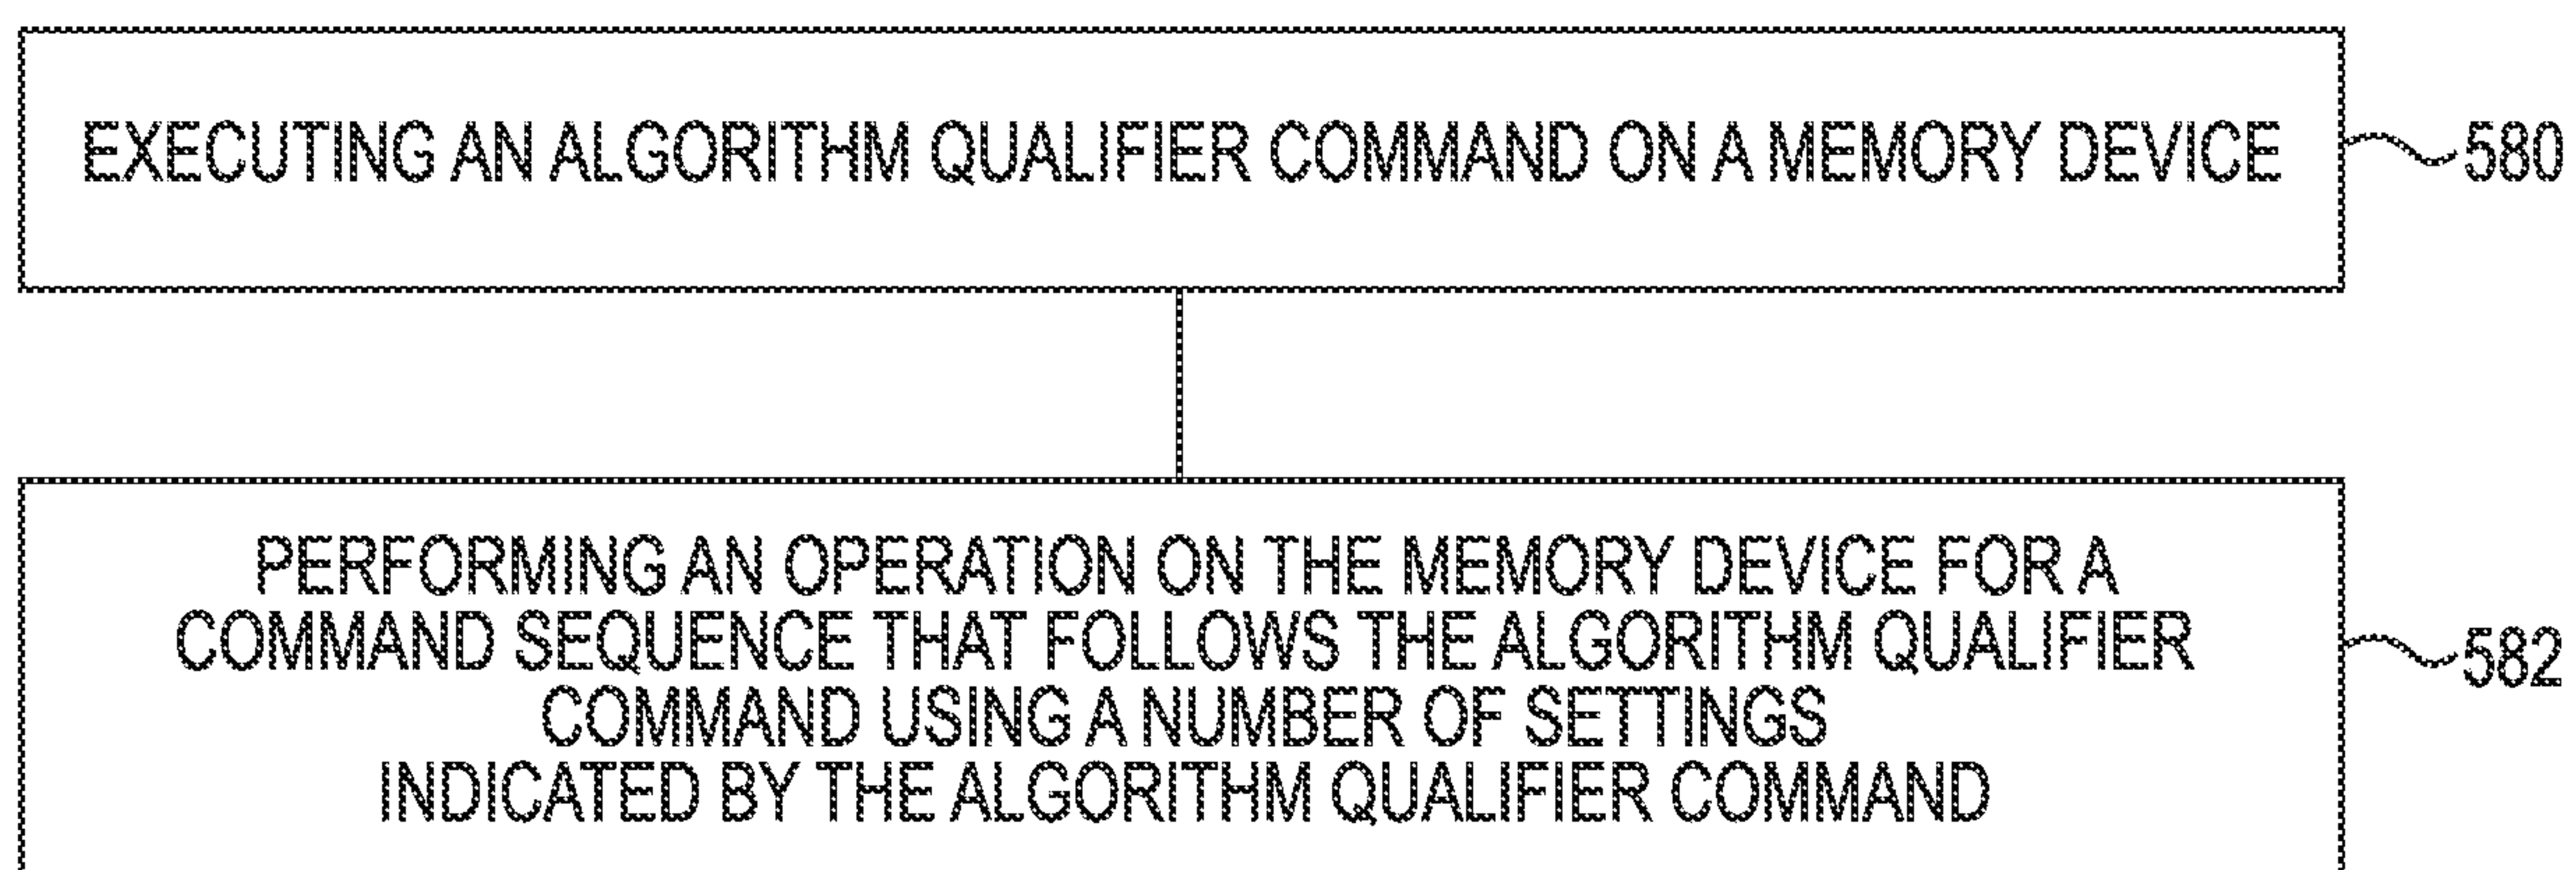 EXECUTING AN ALGORITHM QUALIFIER COMMAND ON A MEMORY DEVICE
580
PERFORMING AN OPERATION ON THE MEMORY DEVICE FOR A
COMMAND SEQUENCE THAT FOLLOWS THE ALGORITHM QUALIFIER
COMMAND USING A NUMBER OF SETTINGS
INDICATED BY THE ALGORITHM QUALIFIER COMMAND
582